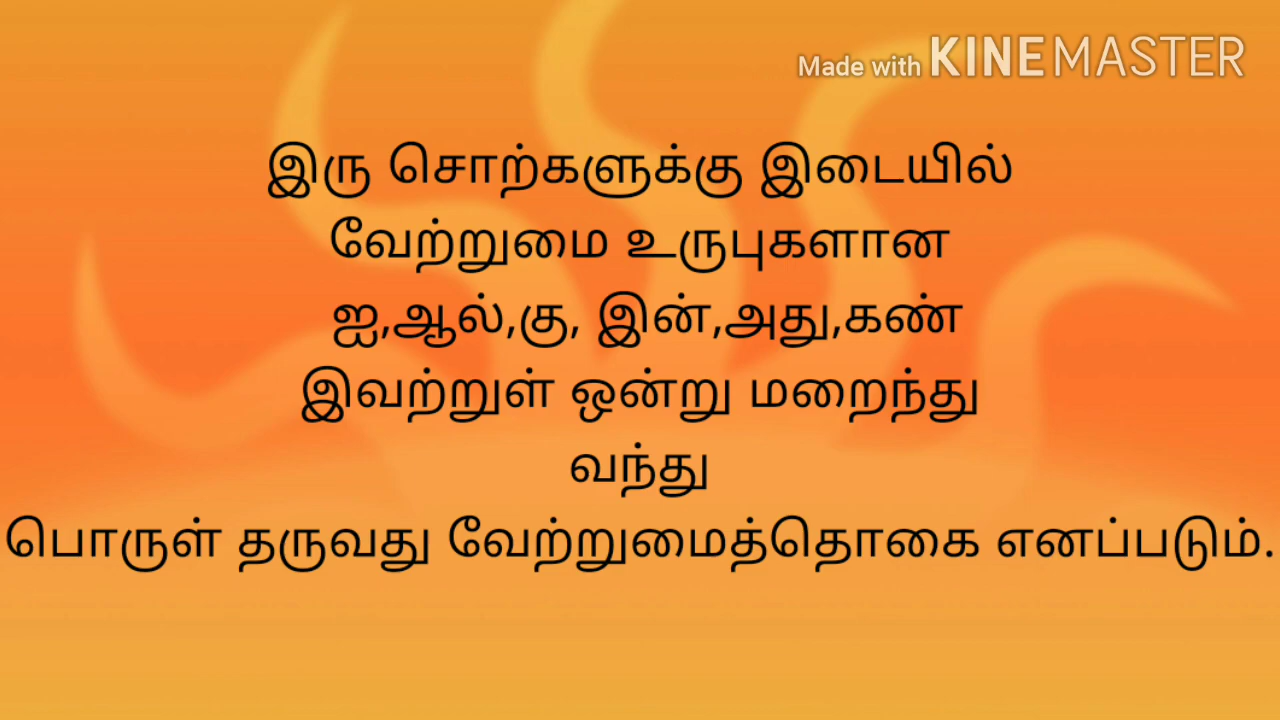 Made with KINEMASTER
இரு சொற்களுக்கு இடையில்
வேற்றுமை உருபுகளான
ஐ,ஆல்,கு, இன்,அது,கண்
இவற்றுள் ஒன்று மறைந்து
வந்து
பொருள் தருவது வேற்றுமைத்தொகை எனப்படும்.